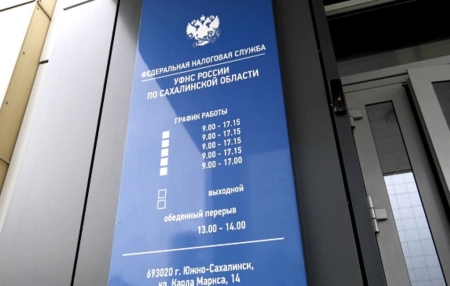 ФЕДЕРАЛЬНАЯ НАЛОГОВАЯ СЛУЖБА
УФНС РОССИИ
ПО САХАЛИНСКОЙ ОБЛАСТИ
ГРАФИК РАБОТЫ
9.00 - 17.15
9.00 - 17.15
9.00 - 17.15
9.00 - 17.15
9.00 - 17.00
выходной
обеденный перерыв
13.00 - 14.00
693020 г. Южно-Сахалинск,
ул. Карла Маркса, 14